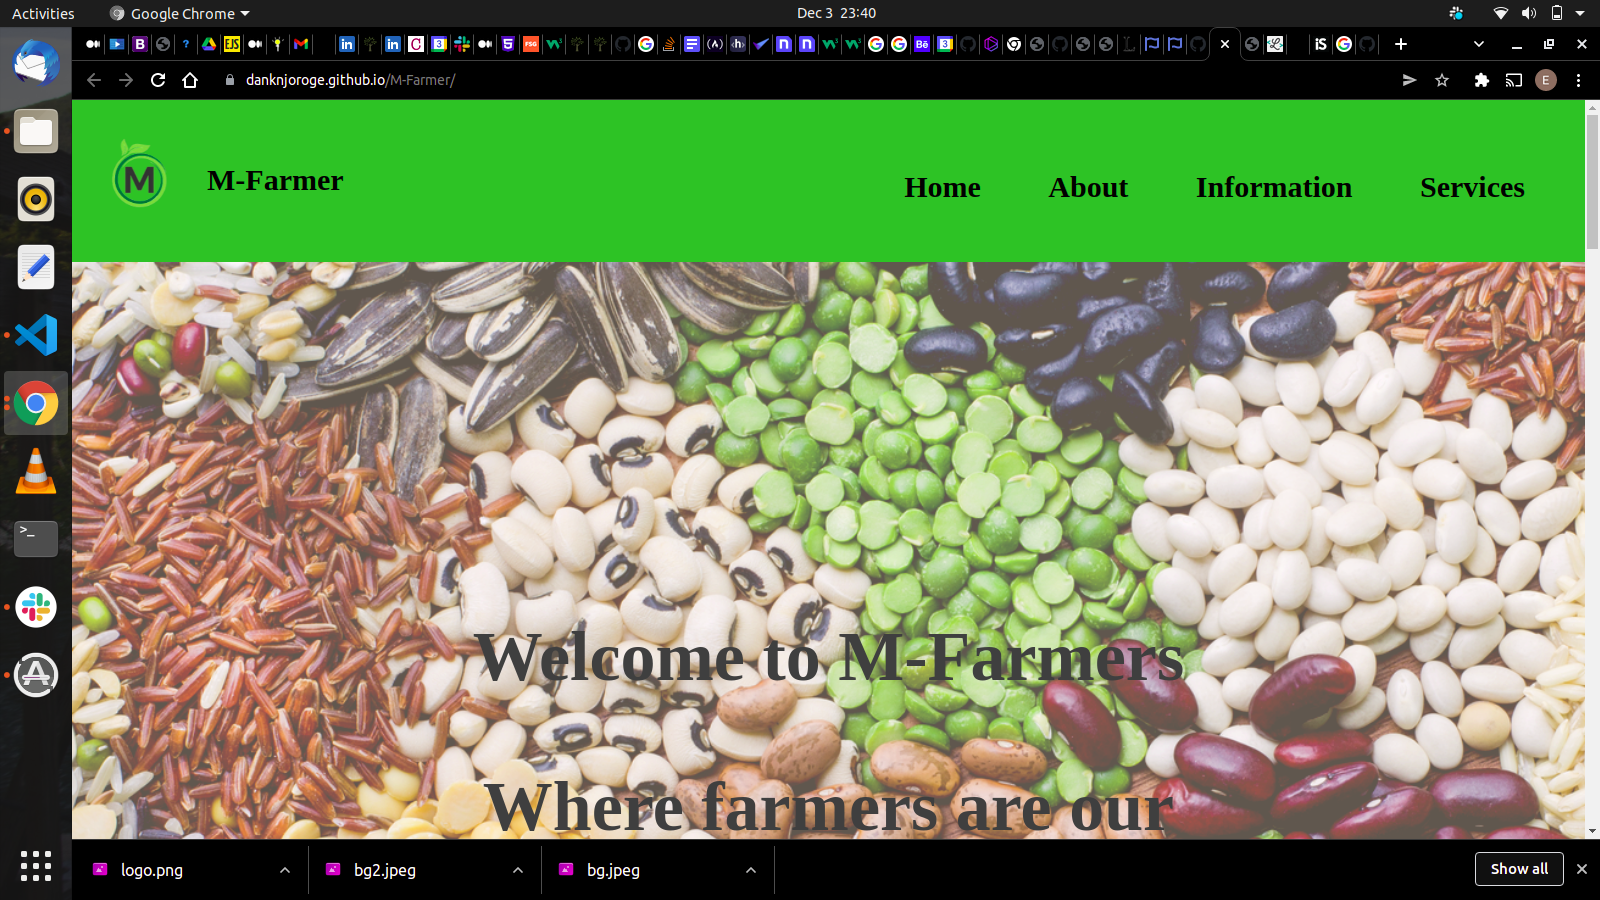 Activities
Google Chrome
Dec 3 23:40
danknjoroge.github.io/M-Farmer/
E
M
M-Farmer
Home
About
Information
Services
Welcome to M-Farmers
Where farmers are our
logo.png
bg2.jpeg
bg.jpeg
Show all